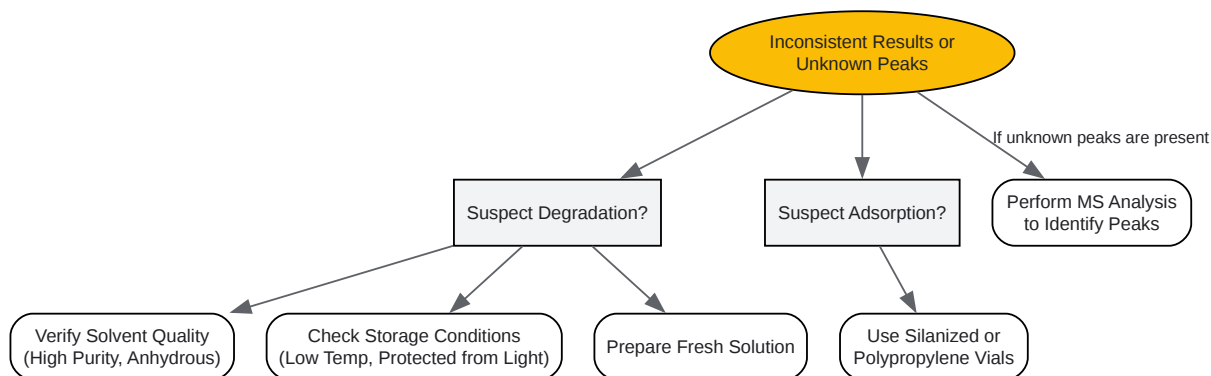 Inconsistent Results or
Unknown Peaks
If unknown peaks are present
Suspect Degradation?
Suspect Adsorption?
Perform MS Analysis
to Identify Peaks
Verify Solvent Quality
(High Purity, Anhydrous)
Check Storage Conditions
(Low Temp, Protected from Light)
Prepare Fresh Solution
Use Silanized or
Polypropylene Vials